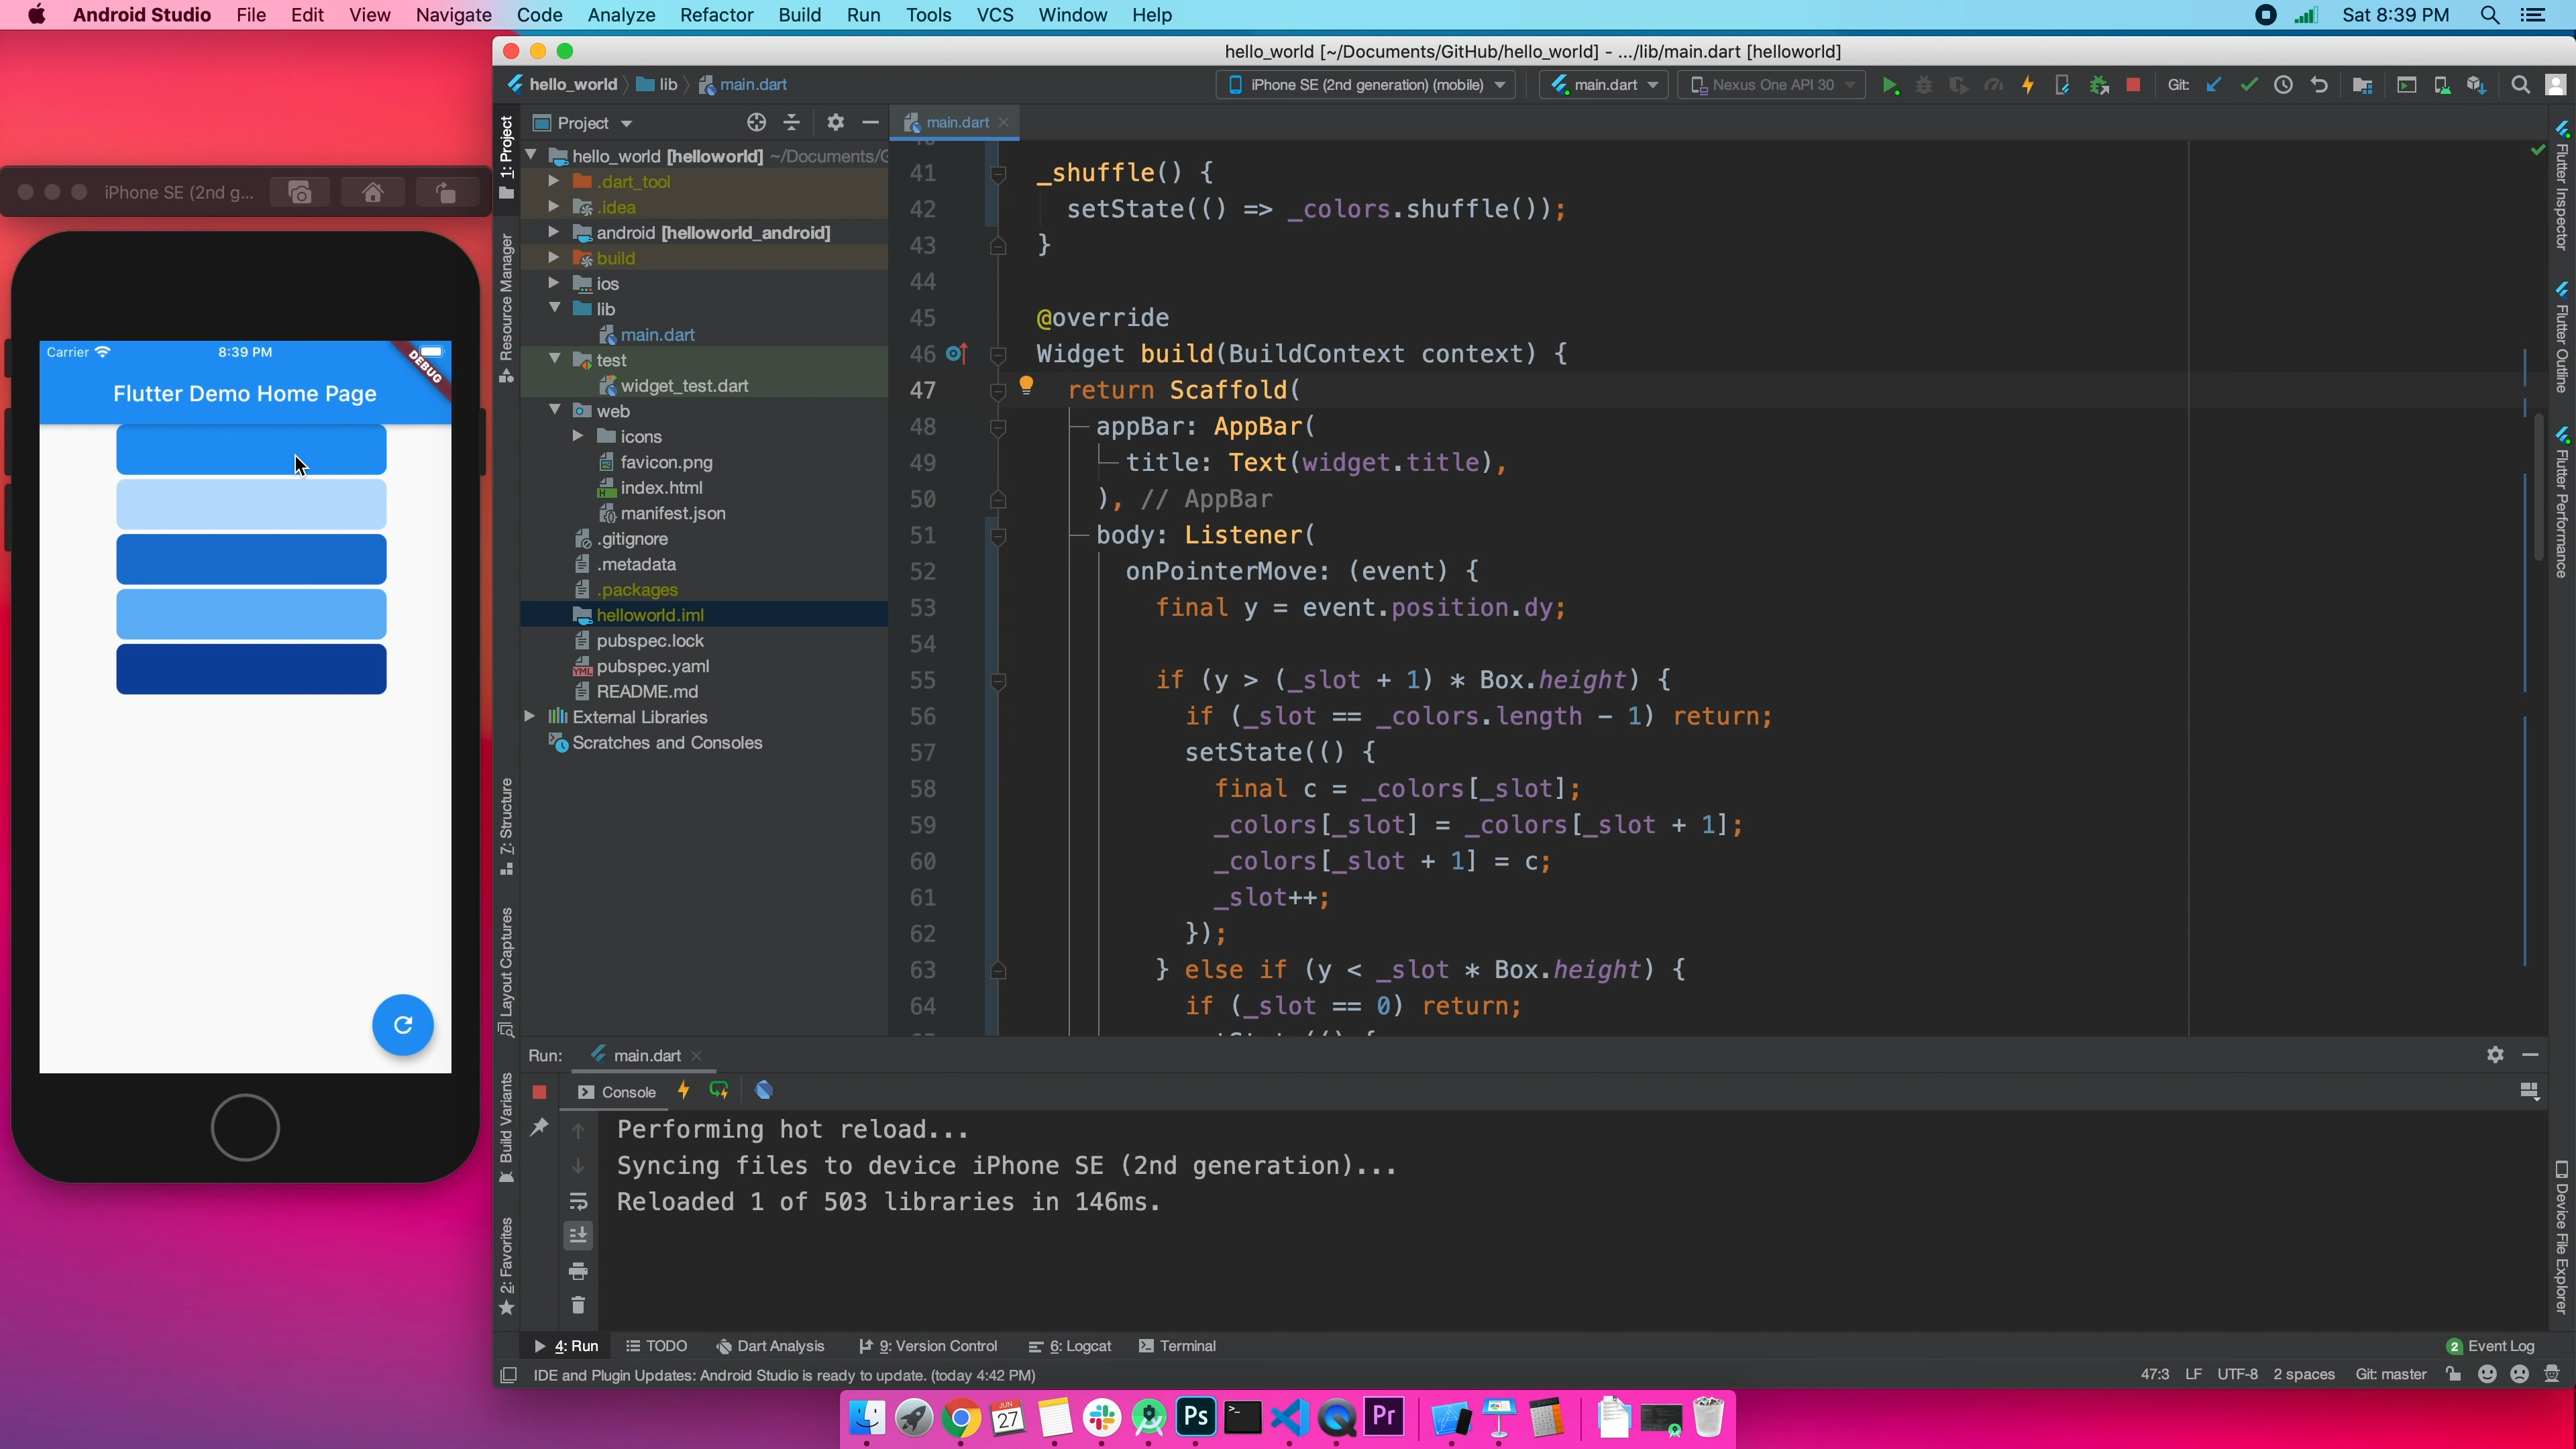 Android Studio File Edit View Navigate Code Analyze Refactor Build Run Tools VCS Window Help
Sat 8:39 PM
hello_world [~/Documents/GitHub/hello_world] - .../lib/main.dart [helloworld]
hello_world lib main.dart
iPhone SE (2nd generation) (mobile) main.dart Nexus One API 30 Git:
iPhone SE (2nd g...
Carrier 8:39 PM
DEBUG
Flutter Demo Home Page
1: Project
Resource Manager
7: Structure
Layout Captures
Build Variants
2: Favorites
Project
hello_world [helloworld] ~/Documents/G
.dart_tool
.idea
android [helloworld_android]
build
ios
lib
main.dart
test
widget_test.dart
web
icons
favicon.png
index.html
manifest.json
.gitignore
.metadata
.packages
helloworld.iml
pubspec.lock
pubspec.yaml
README.md
External Libraries
Scratches and Consoles
main.dart
41 _shuffle() {
42 setState(() => _colors.shuffle());
43 }
44
45 @override
46 Widget build(BuildContext context) {
47 return Scaffold(
48 appBar: AppBar(
49 title: Text(widget.title),
50 ), // AppBar
51 body: Listener(
52 onPointerMove: (event) {
53 final y = event.position.dy;
54
55 if (y > (_slot + 1) * Box.height) {
56 if (_slot == _colors.length - 1) return;
57 setState(() {
58 final c = _colors[_slot];
59 _colors[_slot] = _colors[_slot + 1];
60 _colors[_slot + 1] = c;
61 _slot++;
62 });
63 } else if (y < _slot * Box.height) {
64 if (_slot == 0) return;
Flutter Inspector
Flutter Outline
Flutter Performance
Device File Explorer
Run: main.dart
Console
Performing hot reload...
Syncing files to device iPhone SE (2nd generation)...
Reloaded 1 of 503 libraries in 146ms.
4: Run TODO Dart Analysis 9: Version Control 6: Logcat Terminal 2 Event Log
IDE and Plugin Updates: Android Studio is ready to update. (today 4:42 PM) 47:3 LF UTF-8 2 spaces Git: master
JUN
27
Ps
Pr